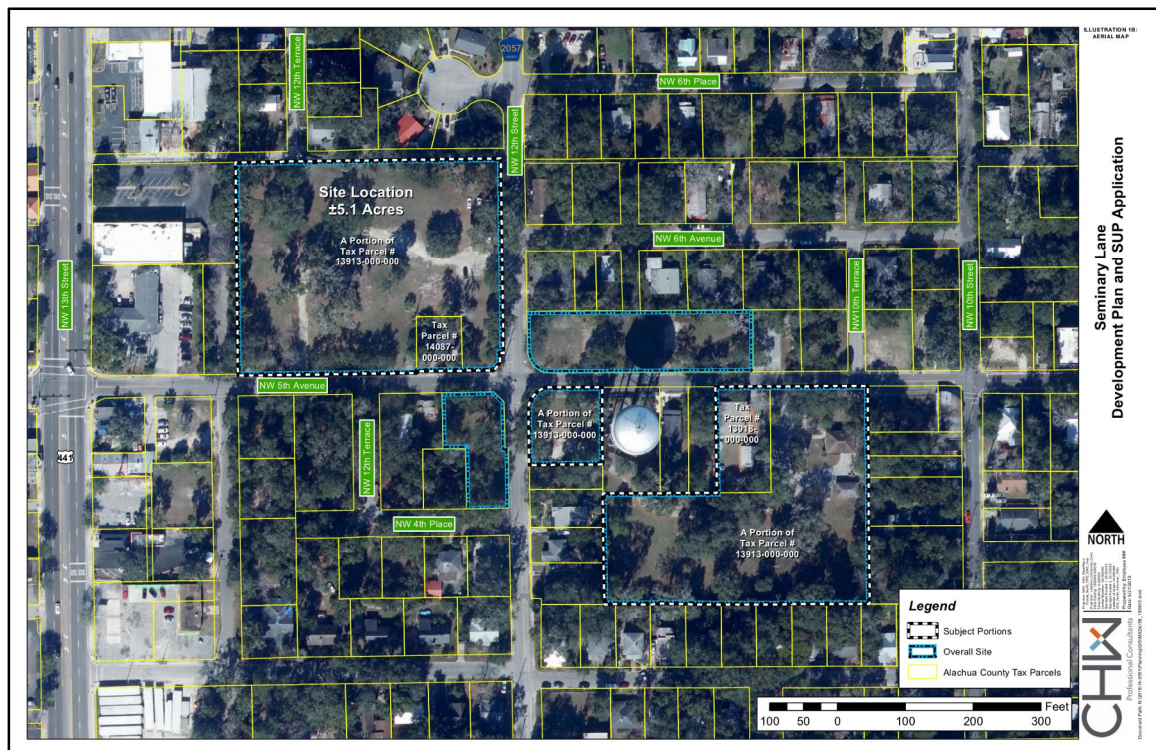 ILLUSTRATION 1B:
AERIAL MAP
2057
NW 12th Terrace
NW 6th Place
NW 12th Street
Site Location
±5.1 Acres
A Portion of
Tax Parcel #
13913-000-000
NW 6th Avenue
NW 13th Street
NW10th Terrace
NW 10th Street
Tax
Parcel #
14087-
000-000
NW 5th Avenue
A Portion of
Tax Parcel #
13913-000-000
Tax
Parcel #
13918-
000-000
441
NW 12th Terrace
NW 4th Place
A Portion of
Tax Parcel #
13913-000-000
Legend
Subject Portions
Overall Site
Alachua County Tax Parcels
Feet
100 50 0 100 200 300
Seminary Lane
Development Plan and SUP Application
NORTH
CHW
Professional Consultants